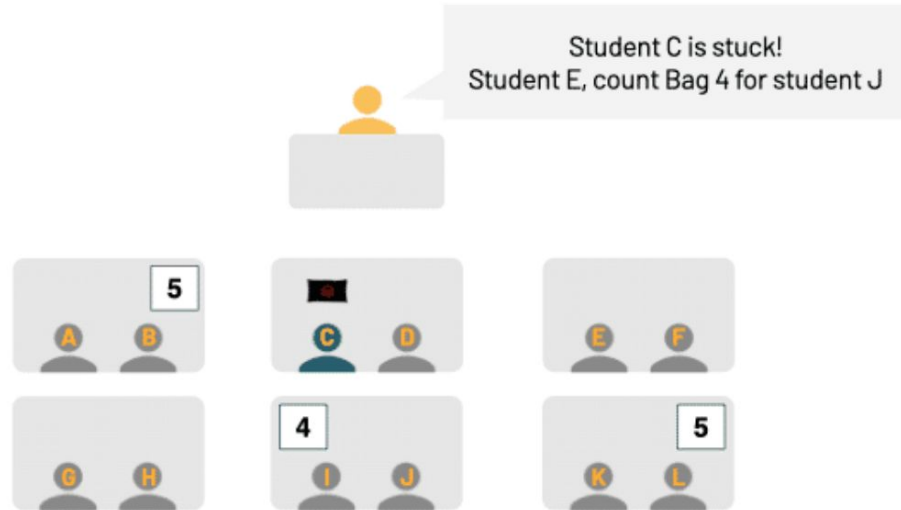 Student C is stuck!
Student E, count Bag 4 for student J
5
A B
C D
E F
4
5
G H
I J
K L